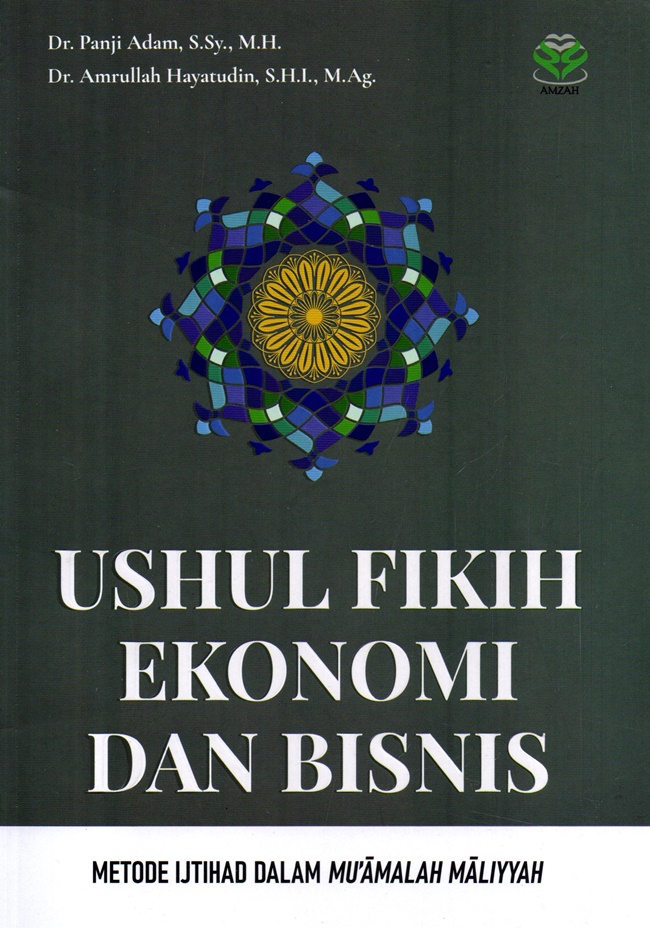 Dr. Panji Adam, S.Sy., M.H.
Dr. Amrullah Hayatudin, S.H.I., M.Ag.
AMZAH
USHUL FIKIH
EKONOMI
DAN BISNIS
METODE IJTIHAD DALAM MU'ĀMALAH MĀLIYYAH